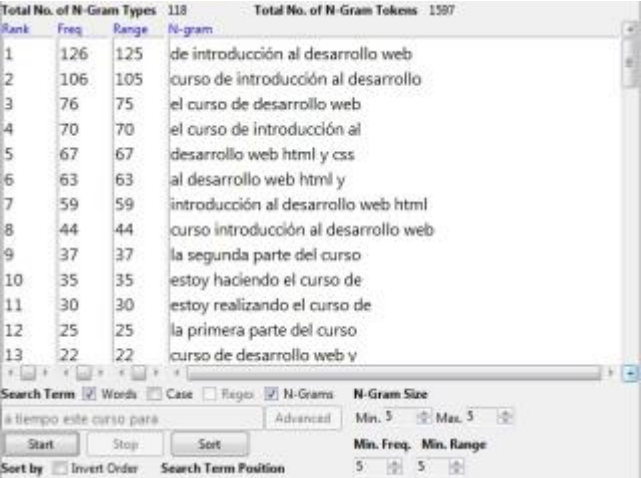 Total No. of N-Gram Types 118 Total No. of N-Gram Tokens 1597
Rank Freq Range N-gram
1 126 125 de introducción al desarrollo web
2 106 105 curso de introducción al desarrollo
3 76 75 el curso de desarrollo web
4 70 70 el curso de introducción al
5 67 67 desarrollo web html y css
6 63 63 al desarrollo web html y
7 59 59 introducción al desarrollo web html
8 44 44 curso introducción al desarrollo web
9 37 37 la segunda parte del curso
10 35 35 estoy haciendo el curso de
11 30 30 estoy realizando el curso de
12 25 25 la primera parte del curso
13 22 22 curso de desarrollo web y
Search Term Words Case Regex N-Grams N-Gram Size
a tiempo este curso para Advanced Min. 5 Max. 5
Start Stop Sort Min. Freq. Min. Range
Sort by Invert Order Search Term Position 5 5